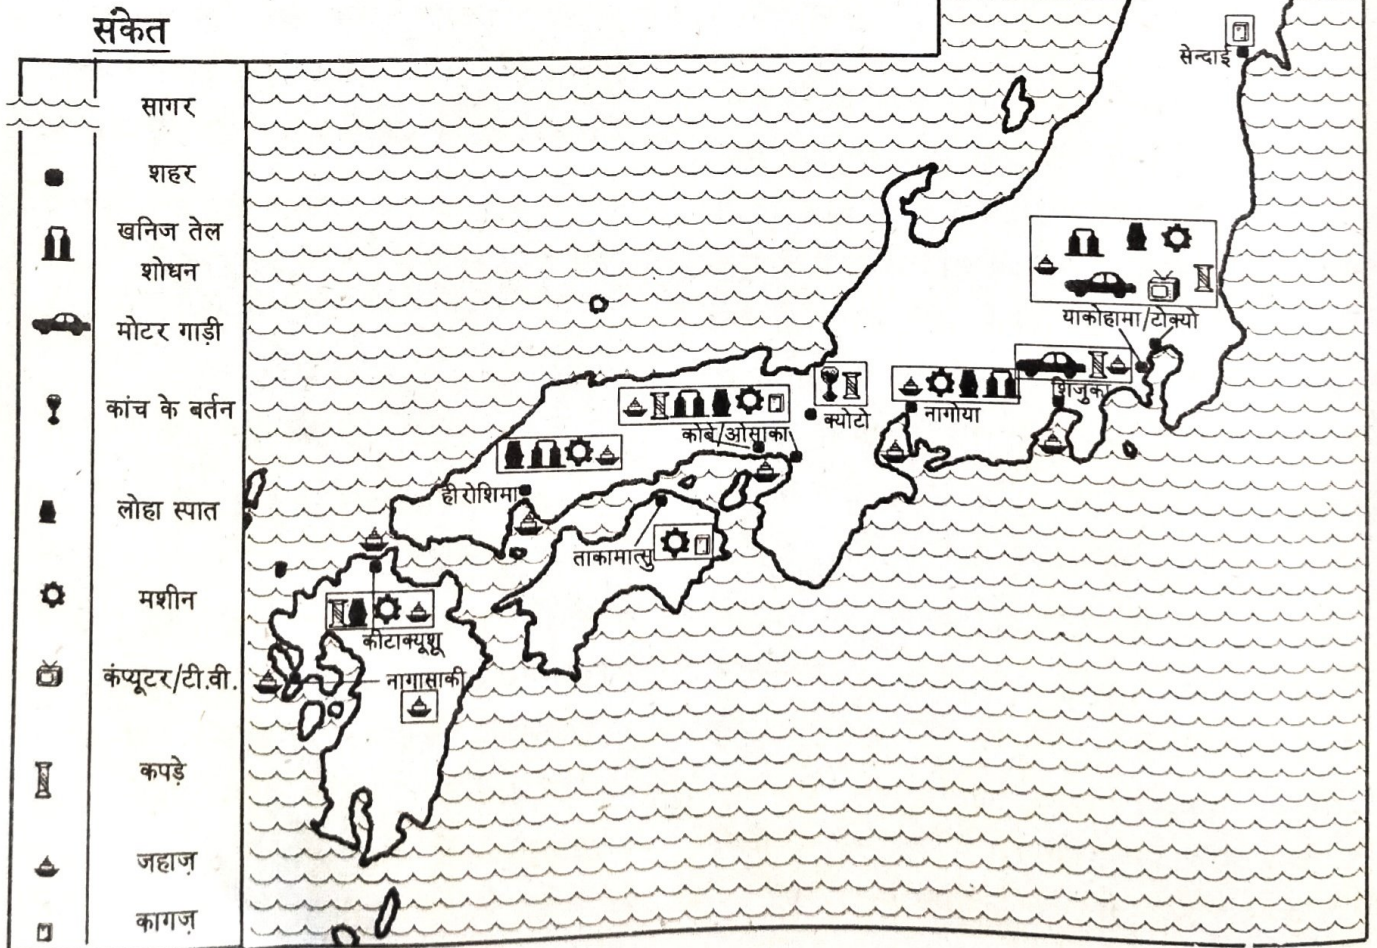 संकेत
सागर
शहर
खनिज तेल
शोधन
मोटर गाड़ी
कांच के बर्तन
लोहा स्पात
मशीन
कंप्यूटर/टी.वी.
कपड़े
जहाज़
कागज़
सेन्दाई
याकोहामा/टोक्यो
शिजुका
नागोया
क्योटो
कोबे/ओसाका
हीरोशिमा
ताकामात्सु
कीटाक्यूशू
नागासाकी